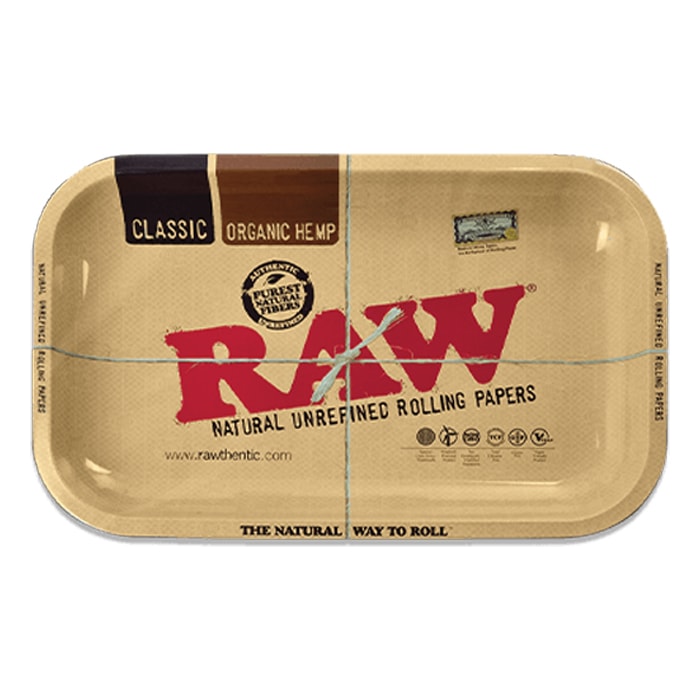 CLASSIC
ORGANIC HEMP
AUTHENTIC
PUREST
NATURAL
FIBERS
UNREFINED
RAW®
NATURAL UNREFINED ROLLING PAPERS
www.rawthentic.com
THE NATURAL WAY TO ROLL™
NATURAL UNREFINED ROLLING PAPERS
NATURAL UNREFINED ROLLING PAPERS